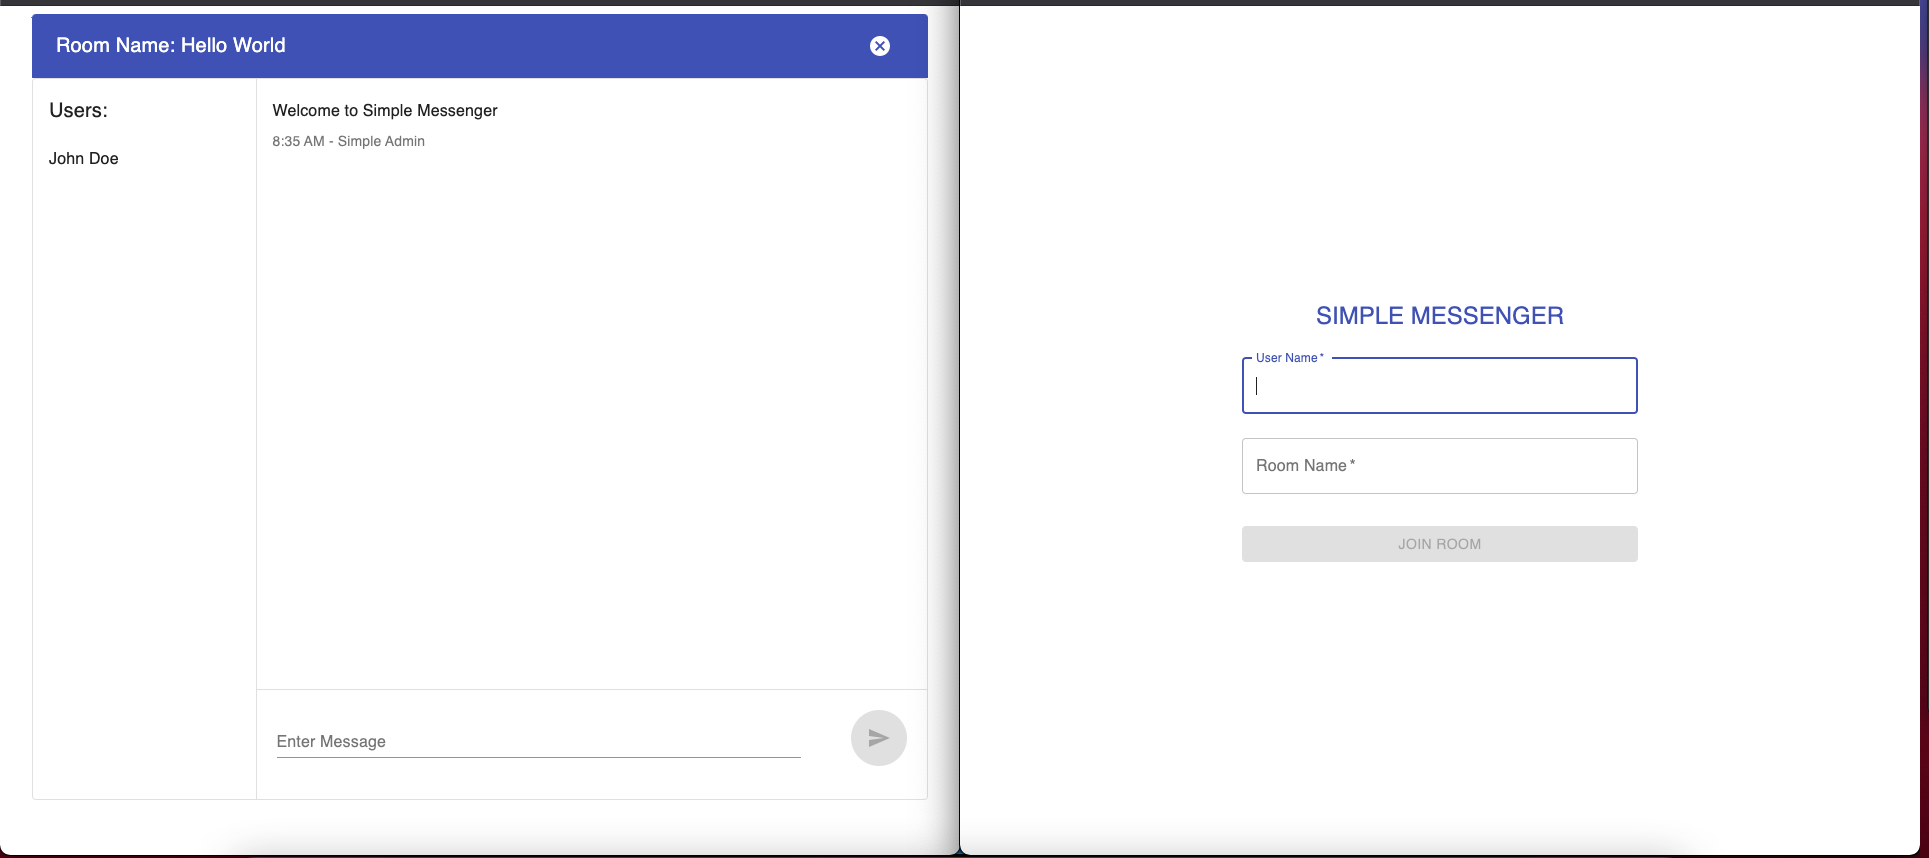 Room Name: Hello World
Users:
John Doe
Welcome to Simple Messenger
8:35 AM - Simple Admin
Enter Message
SIMPLE MESSENGER
User Name *
Room Name *
JOIN ROOM